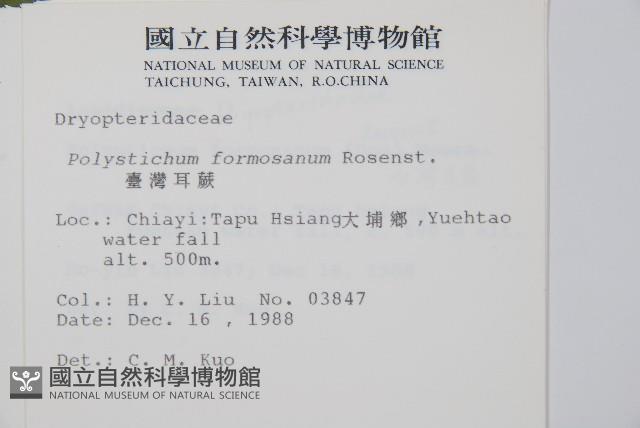 國立自然科學博物館
NATIONAL MUSEUM OF NATURAL SCIENCE
TAICHUNG, TAIWAN, R.O.CHINA
Dryopteridaceae
Polystichum formosanum Rosenst.
臺灣耳蕨
Loc.: Chiayi:Tapu Hsiang大埔鄉,Yuehtao
water fall
alt. 500m.
Col.: H. Y. Liu No. 03847
Date: Dec. 16 , 1988
Det.: C. M. Kuo
國立自然科學博物館
NATIONAL MUSEUM OF NATURAL SCIENCE